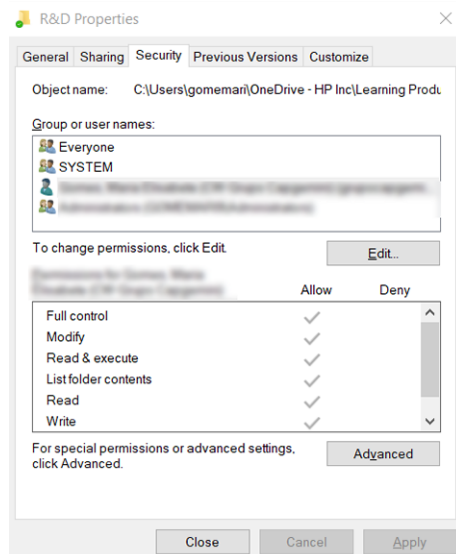 R&D Properties
General Sharing Security Previous Versions Customize
Object name: C:\Users\gomemari\OneDrive - HP Inc\Learning Produ
Group or user names:
Everyone
SYSTEM
To change permissions, click Edit.
Edit...
Allow Deny
Full control
Modify
Read & execute
List folder contents
Read
Write
For special permissions or advanced settings,
click Advanced.
Advanced
Close Cancel Apply